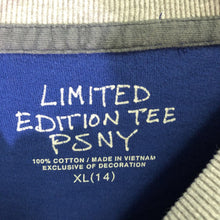 LIMITED
EDITION TEE
PSNY
100% COTTON / MADE IN VIETNAM
EXCLUSIVE OF DECORATION
XL(14)